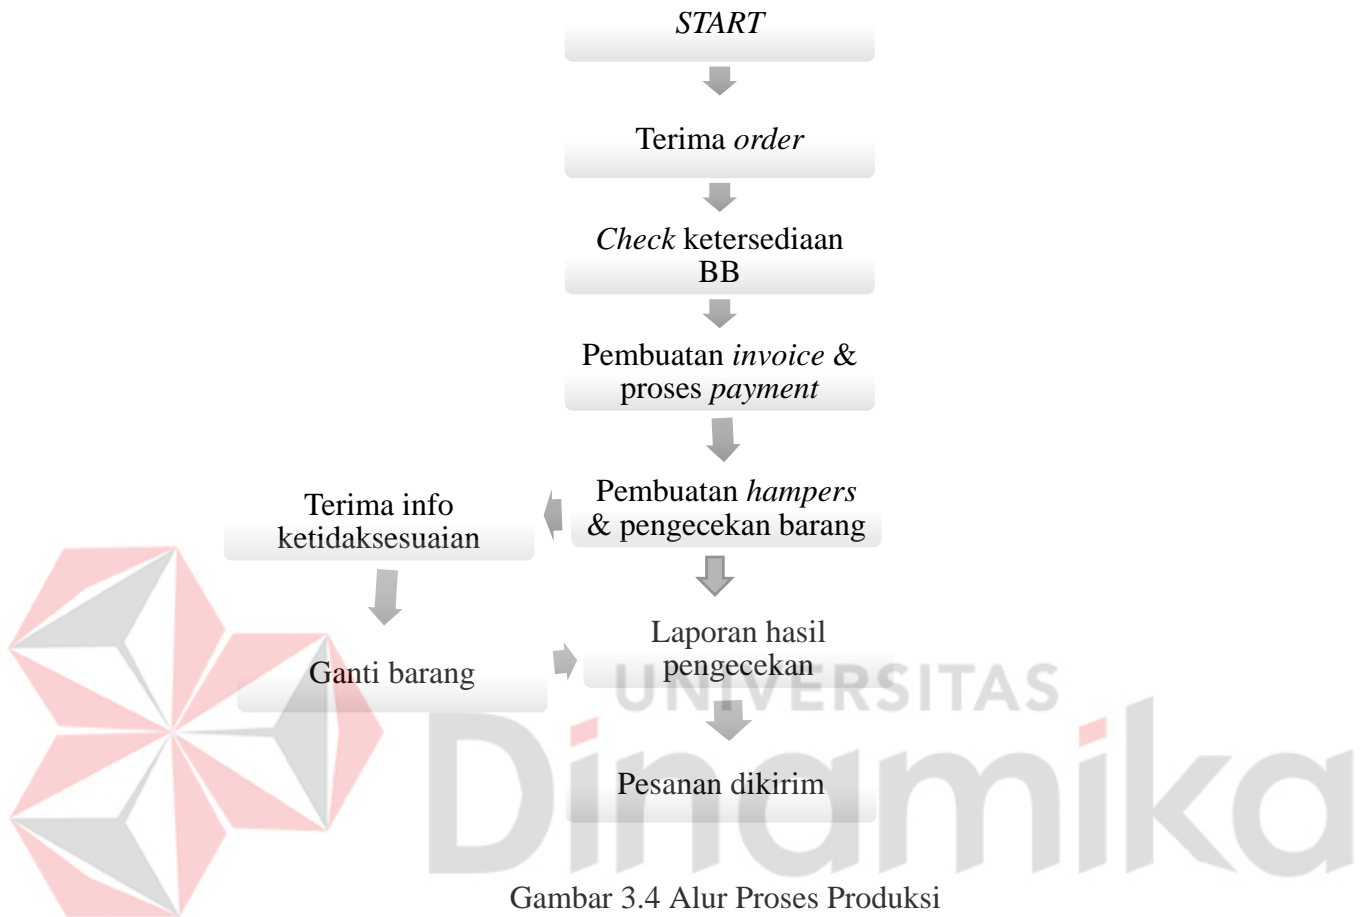 START
Terima order
Check ketersediaan
BB
Pembuatan invoice &
proses payment
Pembuatan hampers
& pengecekan barang
Terima info
ketidaksesuaian
Ganti barang
Laporan hasil
pengecekan
Pesanan dikirim
UNIVERSITAS
Dinamika
Gambar 3.4 Alur Proses Produksi